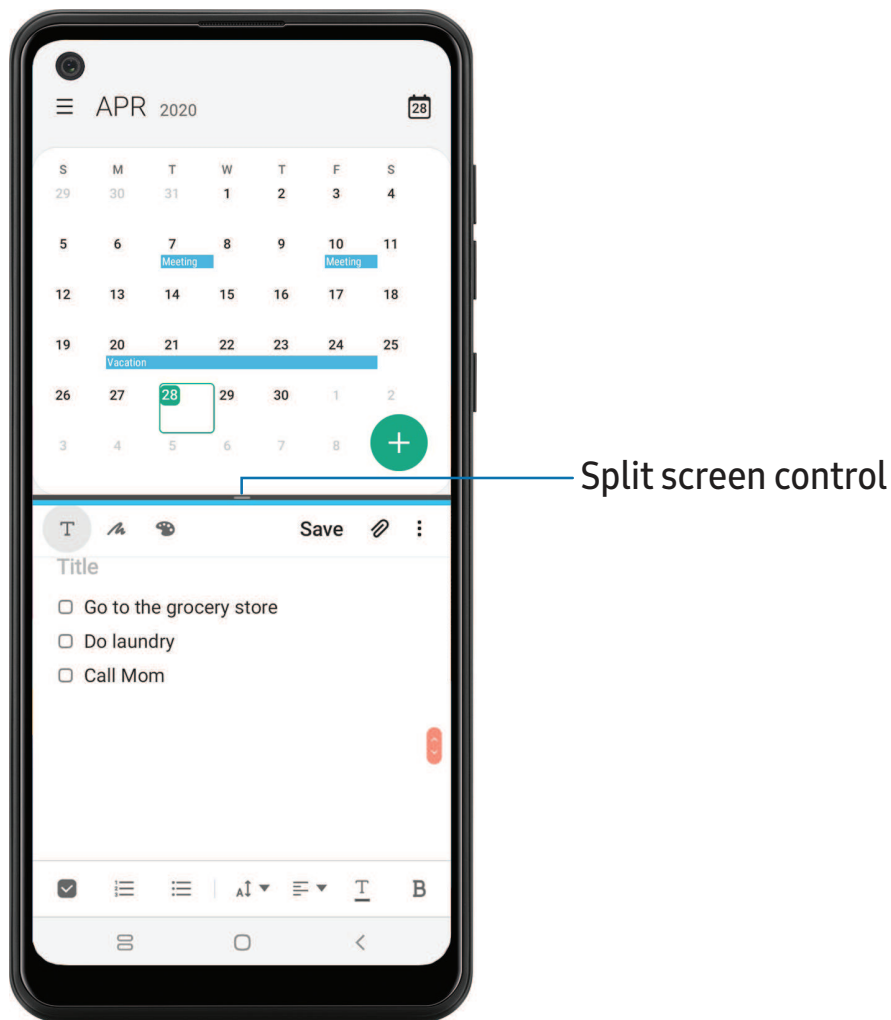 APR 2020
28
S M T W T F S
29 30 31 1 2 3 4
5 6 7 8 9 10 11
Meeting Meeting
12 13 14 15 16 17 18
19 20 21 22 23 24 25
Vacation
26 27 28 29 30 1 2
3 4 5 6 7 8
+
Split screen control
T Save
Title
Go to the grocery store
Do laundry
Call Mom
A T B